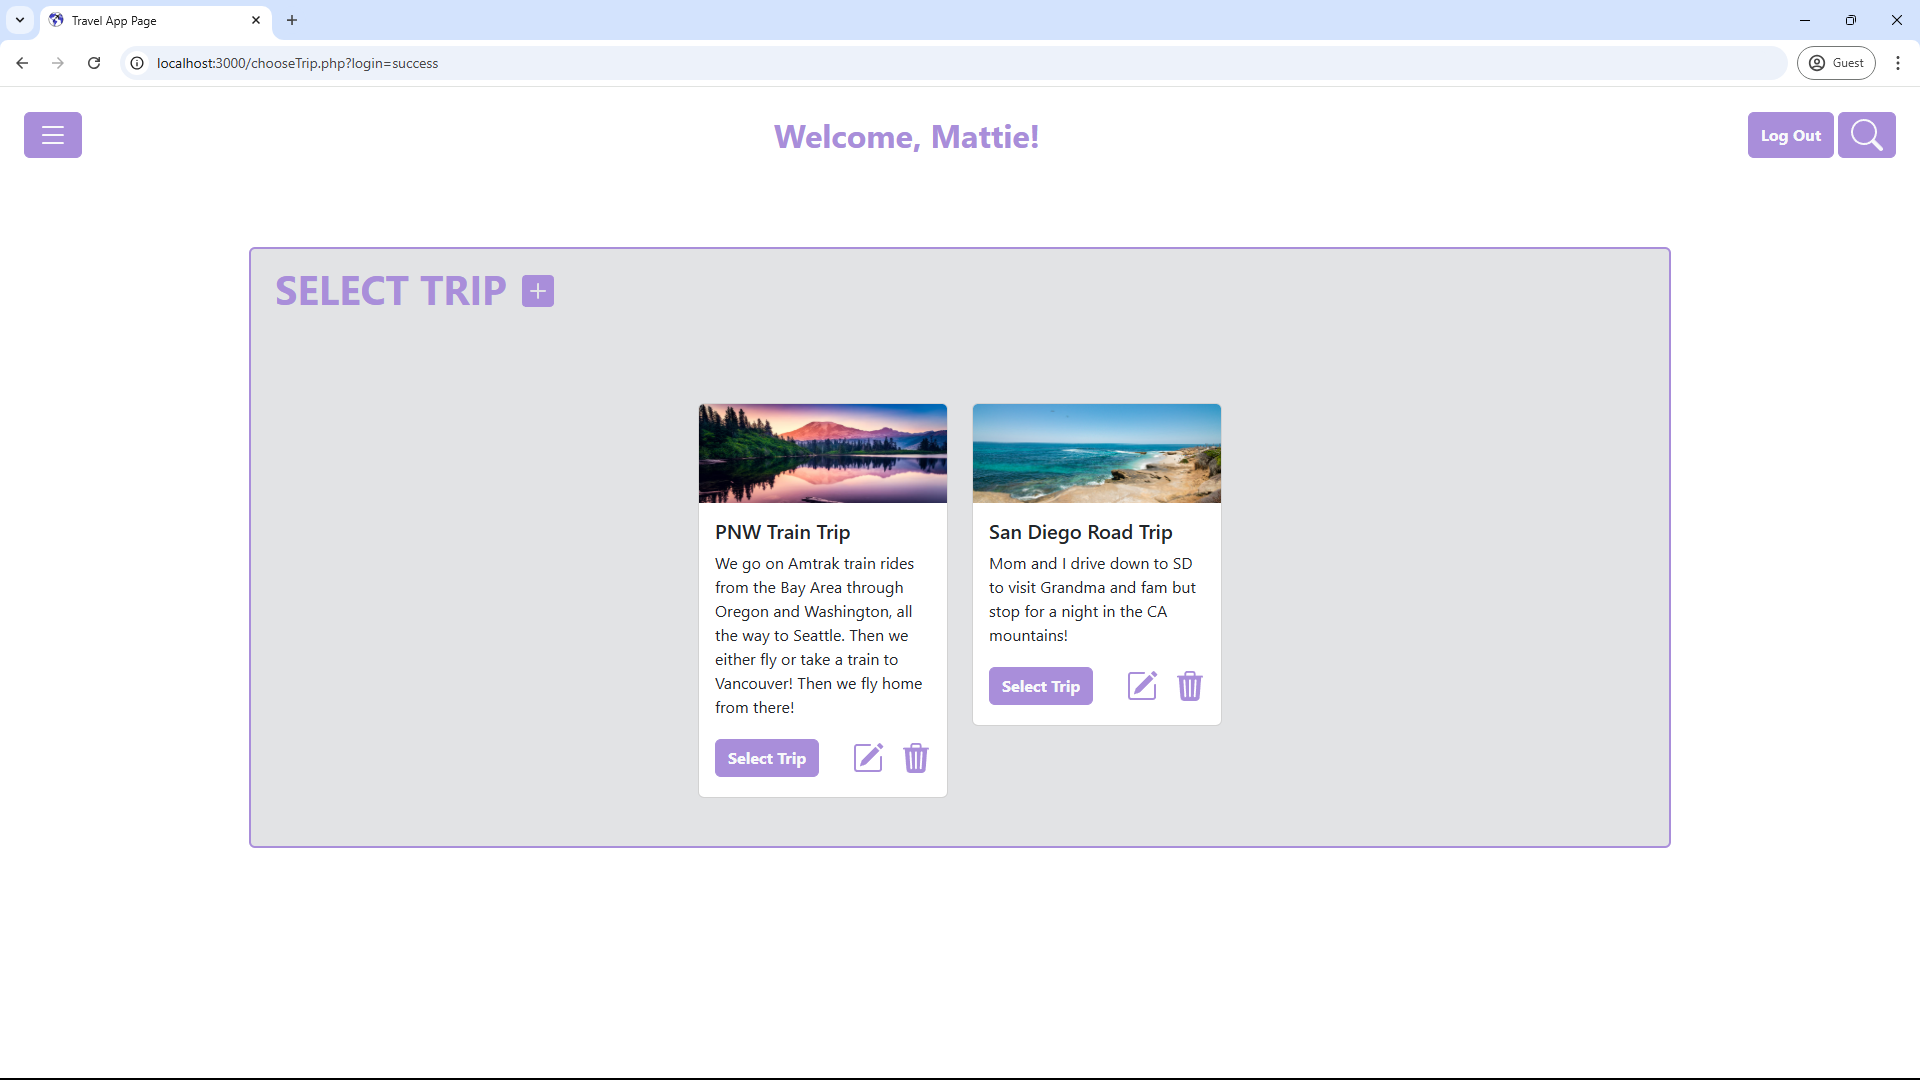 Travel App Page
localhost:3000/chooseTrip.php?login=success
Guest
Welcome, Mattie!
Log Out
SELECT TRIP
PNW Train Trip
We go on Amtrak train rides
from the Bay Area through
Oregon and Washington, all
the way to Seattle. Then we
either fly or take a train to
Vancouver! Then we fly home
from there!
Select Trip
San Diego Road Trip
Mom and I drive down to SD
to visit Grandma and fam but
stop for a night in the CA
mountains!
Select Trip